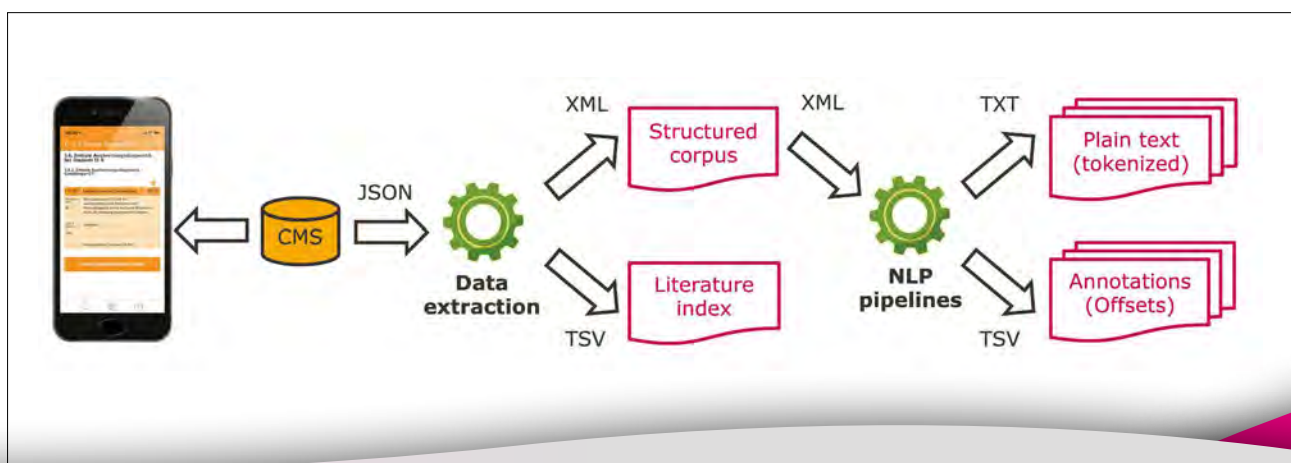 XML
XML
TXT
Structured
corpus
Plain text
(tokenized)
JSON
CMS
Data
extraction
NLP
pipelines
Literature
index
Annotations
(Offsets)
TSV
TSV